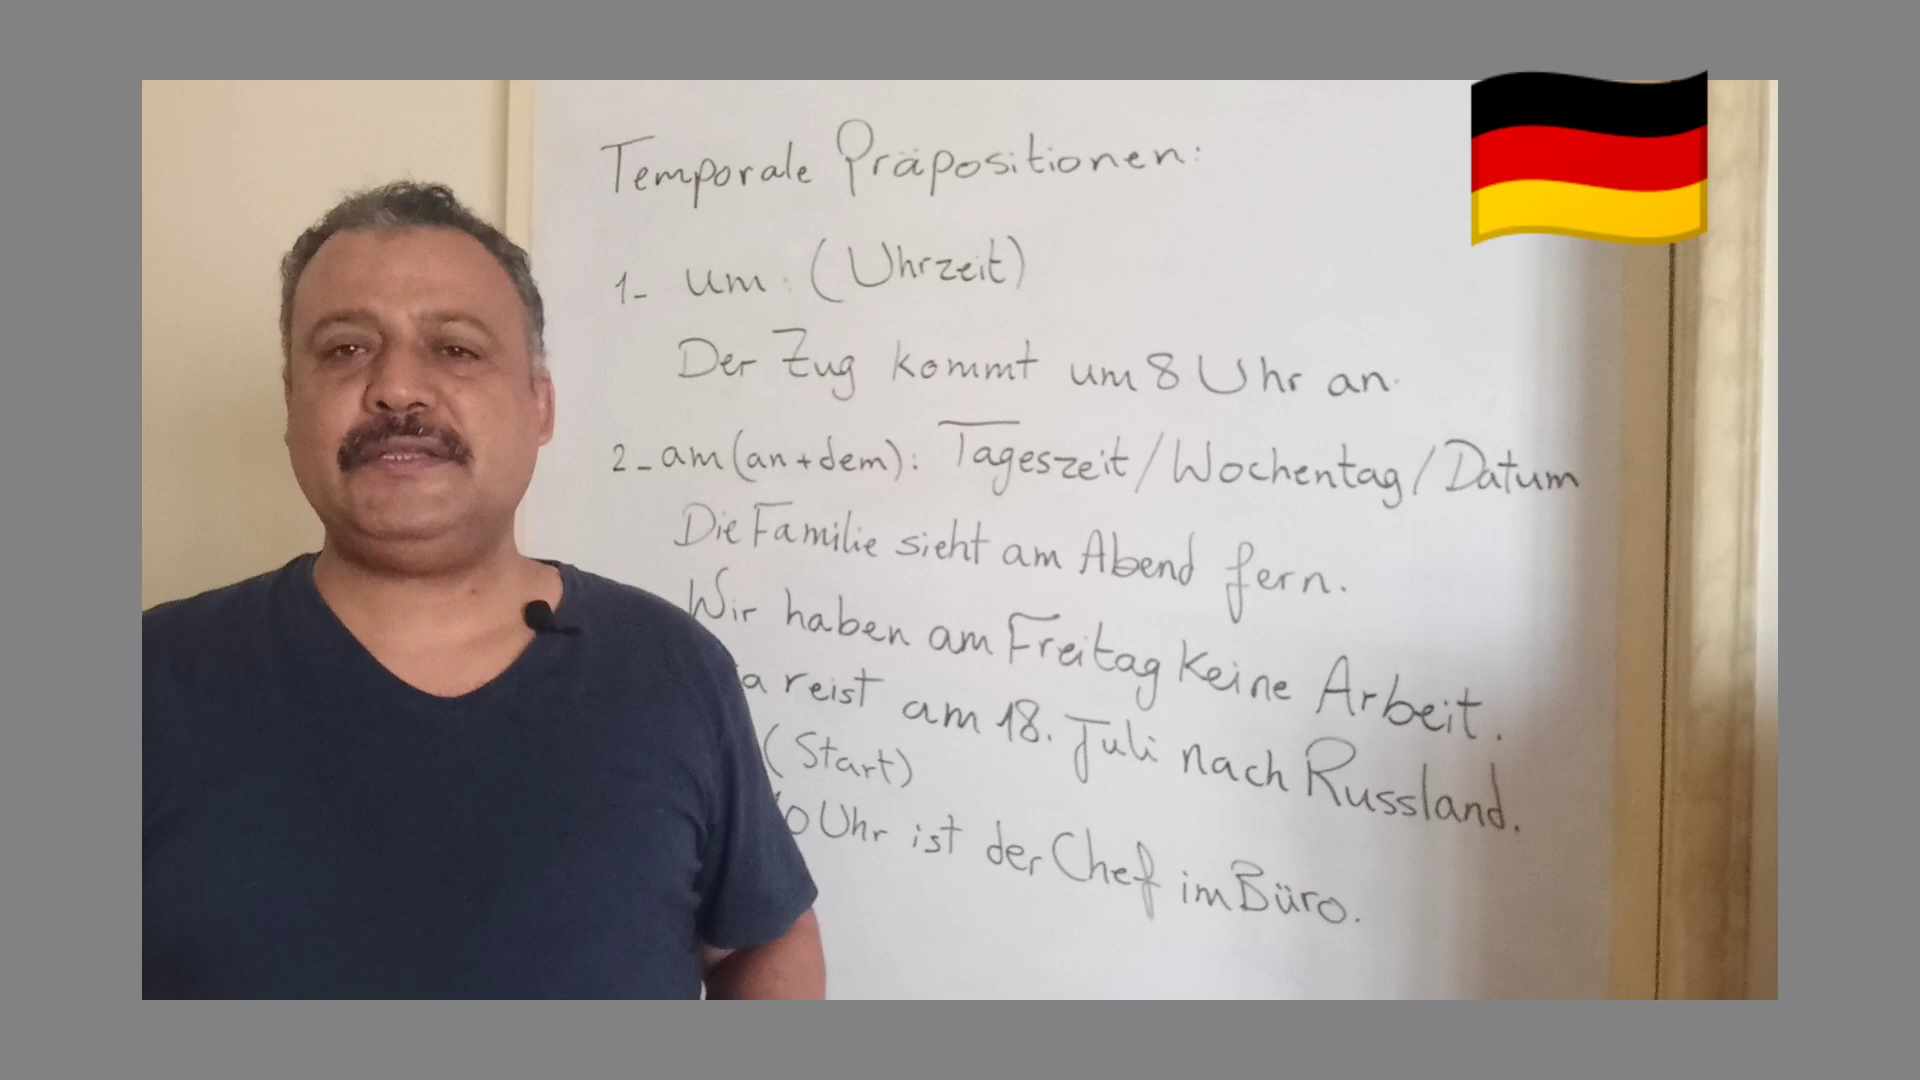 Temporale Präpositionen:
1- um: (Uhrzeit)
Der Zug kommt um 8 Uhr an.
2- am (an+dem): Tageszeit/Wochentag/Datum
Die Familie sieht am Abend fern.
Wir haben am Freitag keine Arbeit.
a reist am 18. Juli nach Russland.
(Start)
10 Uhr ist der Chef im Büro.